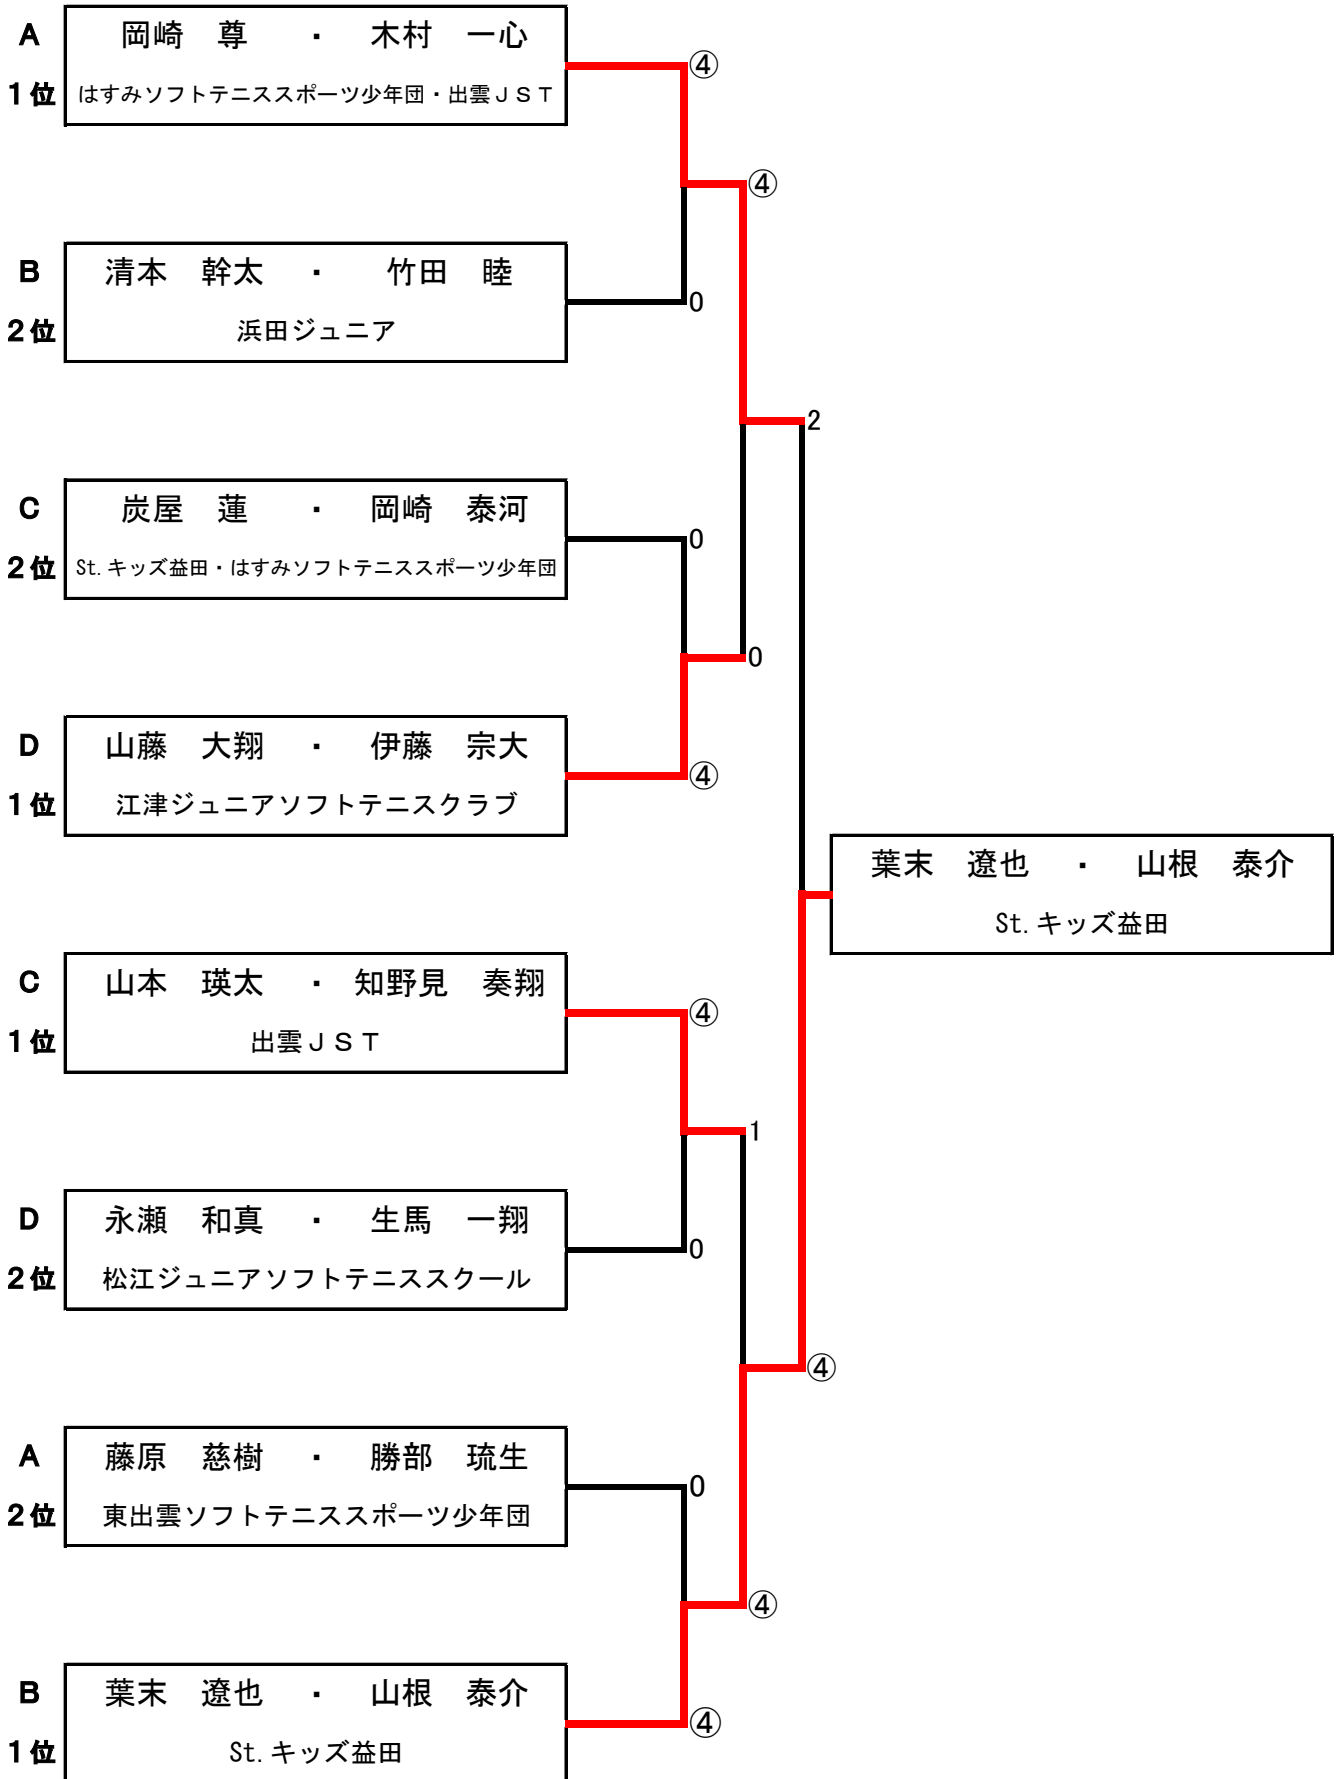 A
岡崎　尊　・　木村　一心
④
1位
はすみソフトテニススポーツ少年団・出雲ＪＳＴ
④
B
清本　幹太　・　竹田　睦
0
2位
浜田ジュニア
2
C
炭屋　蓮　・　岡崎　泰河
0
2位
St.キッズ益田・はすみソフトテニススポーツ少年団
0
D
山藤　大翔　・　伊藤　宗大
④
1位
江津ジュニアソフトテニスクラブ
葉末　遼也　・　山根　泰介
St.キッズ益田
C
山本　瑛太　・　知野見　奏翔
④
1位
出雲ＪＳＴ
1
D
永瀬　和真　・　生馬　一翔
0
2位
松江ジュニアソフトテニススクール
④
A
藤原　慈樹　・　勝部　琉生
0
2位
東出雲ソフトテニススポーツ少年団
④
B
葉末　遼也　・　山根　泰介
④
1位
St.キッズ益田